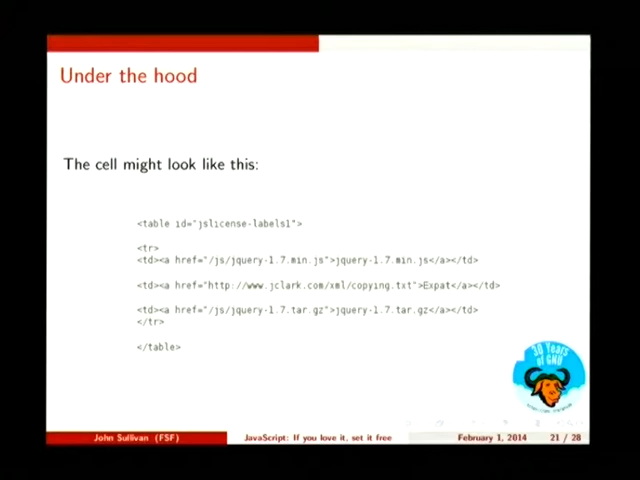 Under the hood
The cell might look like this:
<table id="jslicense-labels1">
<tr>
<td><a href="/js/jquery-1.7.min.js">jquery-1.7.min.js</a></td>
<td><a href="http://www.jclark.com/xml/copying.txt">Expat</a></td>
<td><a href="/js/jquery-1.7.tar.gz">jquery-1.7.tar.gz</a></td>
</tr>
</table>
30 Years
of GNU
John Sullivan (FSF)
JavaScript: If you love it, set it free
February 1, 2014
21 / 28